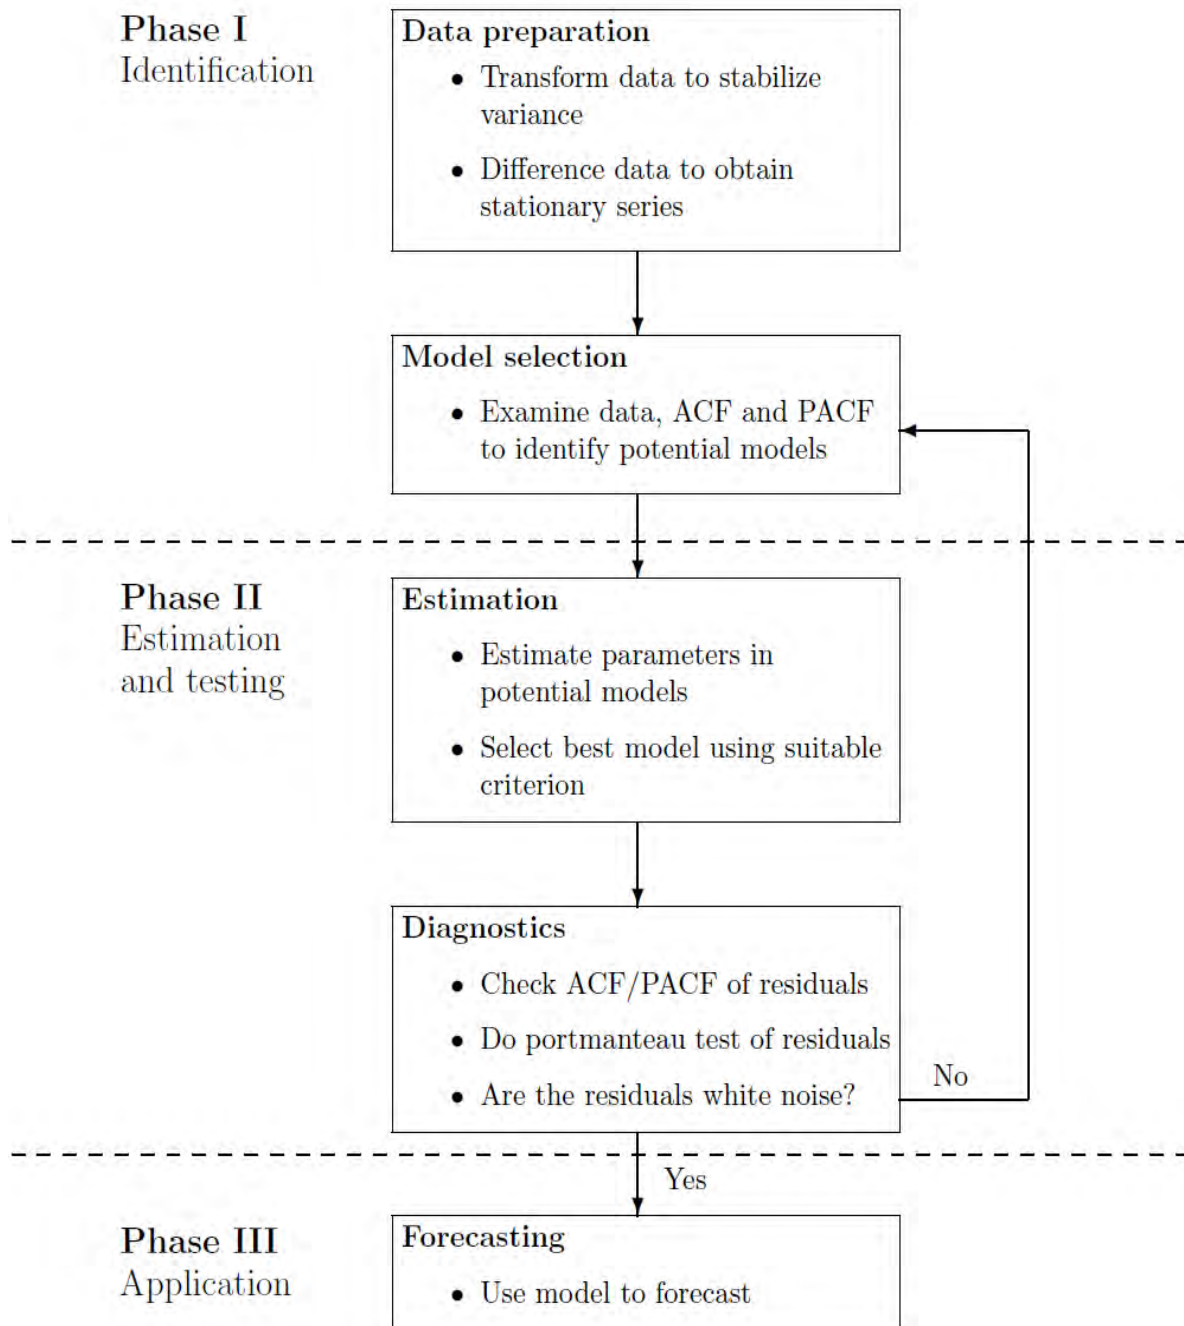 Phase I
Identification
Data preparation
• Transform data to stabilize
variance
• Difference data to obtain
stationary series
Model selection
• Examine data, ACF and PACF
to identify potential models
Phase II
Estimation
and testing
Estimation
• Estimate parameters in
potential models
• Select best model using suitable
criterion
Diagnostics
• Check ACF/PACF of residuals
• Do portmanteau test of residuals
• Are the residuals white noise?
No
Yes
Phase III
Application
Forecasting
• Use model to forecast